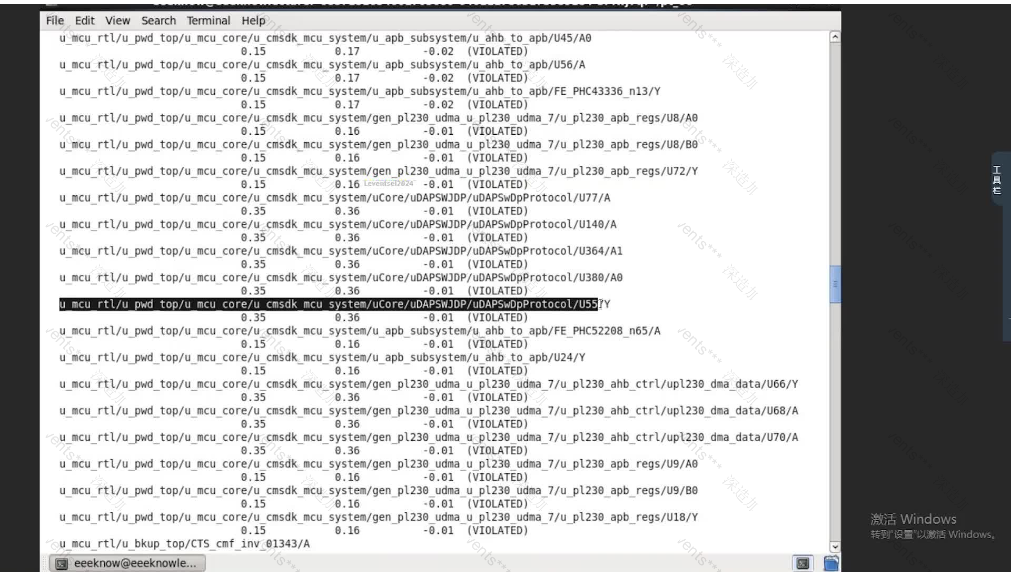 File Edit View Search Terminal Help
u_mcu_rtl/u_pwd_top/u_mcu_core/u_cmsdk_mcu_system/u_apb_subsystem/u_ahb_to_apb/U45/A0
0.15 0.17 -0.02 (VIOLATED)
u_mcu_rtl/u_pwd_top/u_mcu_core/u_cmsdk_mcu_system/u_apb_subsystem/u_ahb_to_apb/U56/A
0.15 0.17 -0.02 (VIOLATED)
u_mcu_rtl/u_pwd_top/u_mcu_core/u_cmsdk_mcu_system/u_apb_subsystem/u_ahb_to_apb/FE_PHC43336_n13/Y
0.15 0.17 -0.02 (VIOLATED)
u_mcu_rtl/u_pwd_top/u_mcu_core/u_cmsdk_mcu_system/gen_pl230_udma_u_pl230_udma_7/u_pl230_apb_regs/U8/A0
0.15 0.16 -0.01 (VIOLATED)
u_mcu_rtl/u_pwd_top/u_mcu_core/u_cmsdk_mcu_system/gen_pl230_udma_u_pl230_udma_7/u_pl230_apb_regs/U8/B0
0.15 0.16 -0.01 (VIOLATED)
u_mcu_rtl/u_pwd_top/u_mcu_core/u_cmsdk_mcu_system/gen_pl230_udma_u_pl230_udma_7/u_pl230_apb_regs/U72/Y
0.15 0.16 -0.01 (VIOLATED)
u_mcu_rtl/u_pwd_top/u_mcu_core/u_cmsdk_mcu_system/uCore/uDAPSWJDP/uDAPSwDpProtocol/U77/A
0.35 0.36 -0.01 (VIOLATED)
u_mcu_rtl/u_pwd_top/u_mcu_core/u_cmsdk_mcu_system/uCore/uDAPSWJDP/uDAPSwDpProtocol/U140/A
0.35 0.36 -0.01 (VIOLATED)
u_mcu_rtl/u_pwd_top/u_mcu_core/u_cmsdk_mcu_system/uCore/uDAPSWJDP/uDAPSwDpProtocol/U364/A1
0.35 0.36 -0.01 (VIOLATED)
u_mcu_rtl/u_pwd_top/u_mcu_core/u_cmsdk_mcu_system/uCore/uDAPSWJDP/uDAPSwDpProtocol/U380/A0
0.35 0.36 -0.01 (VIOLATED)
u_mcu_rtl/u_pwd_top/u_mcu_core/u_cmsdk_mcu_system/uCore/uDAPSWJDP/uDAPSwDpProtocol/U55/Y
0.35 0.36 -0.01 (VIOLATED)
u_mcu_rtl/u_pwd_top/u_mcu_core/u_cmsdk_mcu_system/u_apb_subsystem/u_ahb_to_apb/FE_PHC52208_n65/A
0.15 0.16 -0.01 (VIOLATED)
u_mcu_rtl/u_pwd_top/u_mcu_core/u_cmsdk_mcu_system/u_apb_subsystem/u_ahb_to_apb/U24/Y
0.15 0.16 -0.01 (VIOLATED)
u_mcu_rtl/u_pwd_top/u_mcu_core/u_cmsdk_mcu_system/gen_pl230_udma_u_pl230_udma_7/u_pl230_ahb_ctrl/upl230_dma_data/U66/Y
0.35 0.36 -0.01 (VIOLATED)
u_mcu_rtl/u_pwd_top/u_mcu_core/u_cmsdk_mcu_system/gen_pl230_udma_u_pl230_udma_7/u_pl230_ahb_ctrl/upl230_dma_data/U68/A
0.35 0.36 -0.01 (VIOLATED)
u_mcu_rtl/u_pwd_top/u_mcu_core/u_cmsdk_mcu_system/gen_pl230_udma_u_pl230_udma_7/u_pl230_ahb_ctrl/upl230_dma_data/U70/A
0.35 0.36 -0.01 (VIOLATED)
u_mcu_rtl/u_pwd_top/u_mcu_core/u_cmsdk_mcu_system/gen_pl230_udma_u_pl230_udma_7/u_pl230_apb_regs/U9/A0
0.15 0.16 -0.01 (VIOLATED)
u_mcu_rtl/u_pwd_top/u_mcu_core/u_cmsdk_mcu_system/gen_pl230_udma_u_pl230_udma_7/u_pl230_apb_regs/U9/B0
0.15 0.16 -0.01 (VIOLATED)
u_mcu_rtl/u_pwd_top/u_mcu_core/u_cmsdk_mcu_system/gen_pl230_udma_u_pl230_udma_7/u_pl230_apb_regs/U18/Y
0.15 0.16 -0.01 (VIOLATED)
u_mcu_rtl/u_bkup_top/CTS_cmf_inv_01343/A
eeeknow@eeeknowle...
工具栏
激活 Windows
转到"设置"以激活 Windows。